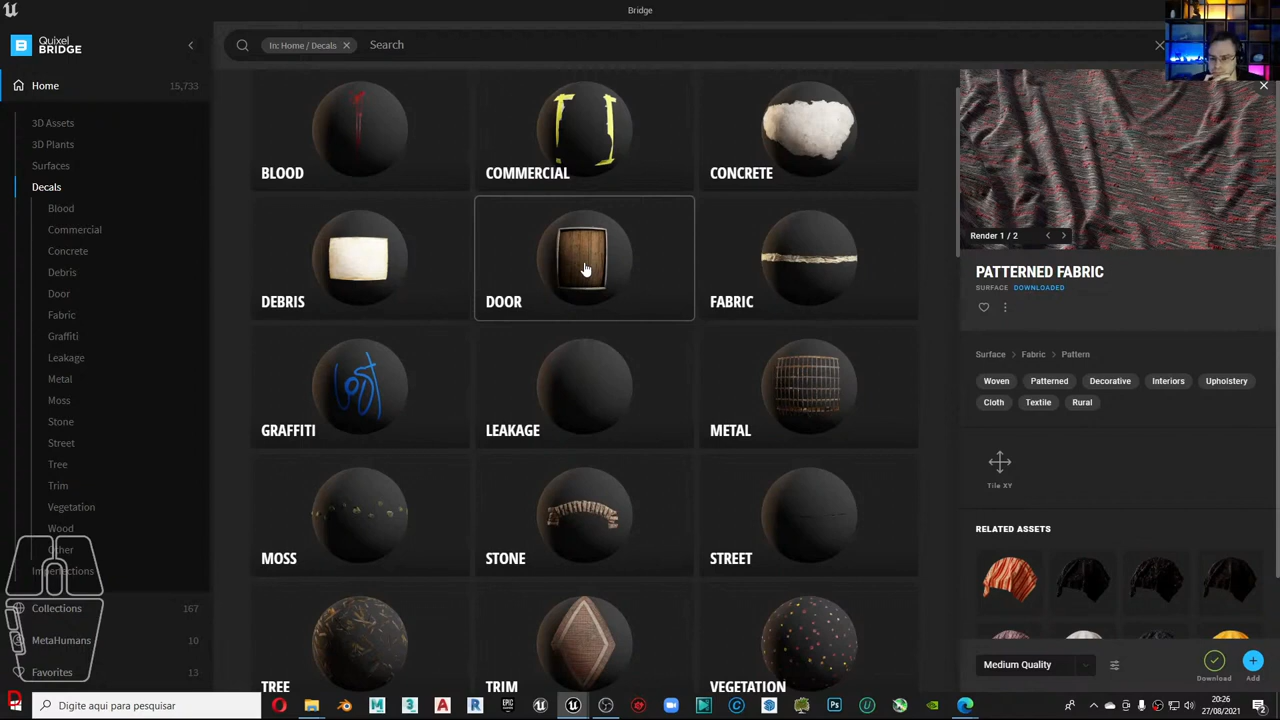 Bridge
Quixel
BRIDGE
In: Home / Decals
Search
Home
15,733
3D Assets
3D Plants
Surfaces
Decals
Blood
Commercial
Concrete
Debris
Door
Fabric
Graffiti
Leakage
Metal
Moss
Stone
Street
Tree
Trim
Vegetation
Wood
Other
Imperfections
Collections
167
MetaHumans
10
Favorites
13
BLOOD
COMMERCIAL
CONCRETE
DEBRIS
DOOR
FABRIC
GRAFFITI
LEAKAGE
METAL
MOSS
STONE
STREET
TREE
TRIM
VEGETATION
Render 1 / 2
PATTERNED FABRIC
SURFACE DOWNLOADED
Surface > Fabric > Pattern
Woven Patterned Decorative Interiors Upholstery
Cloth Textile Rural
Tile XY
RELATED ASSETS
Medium Quality
Download
Add
Digite aqui para pesquisar
20:26
27/08/2021